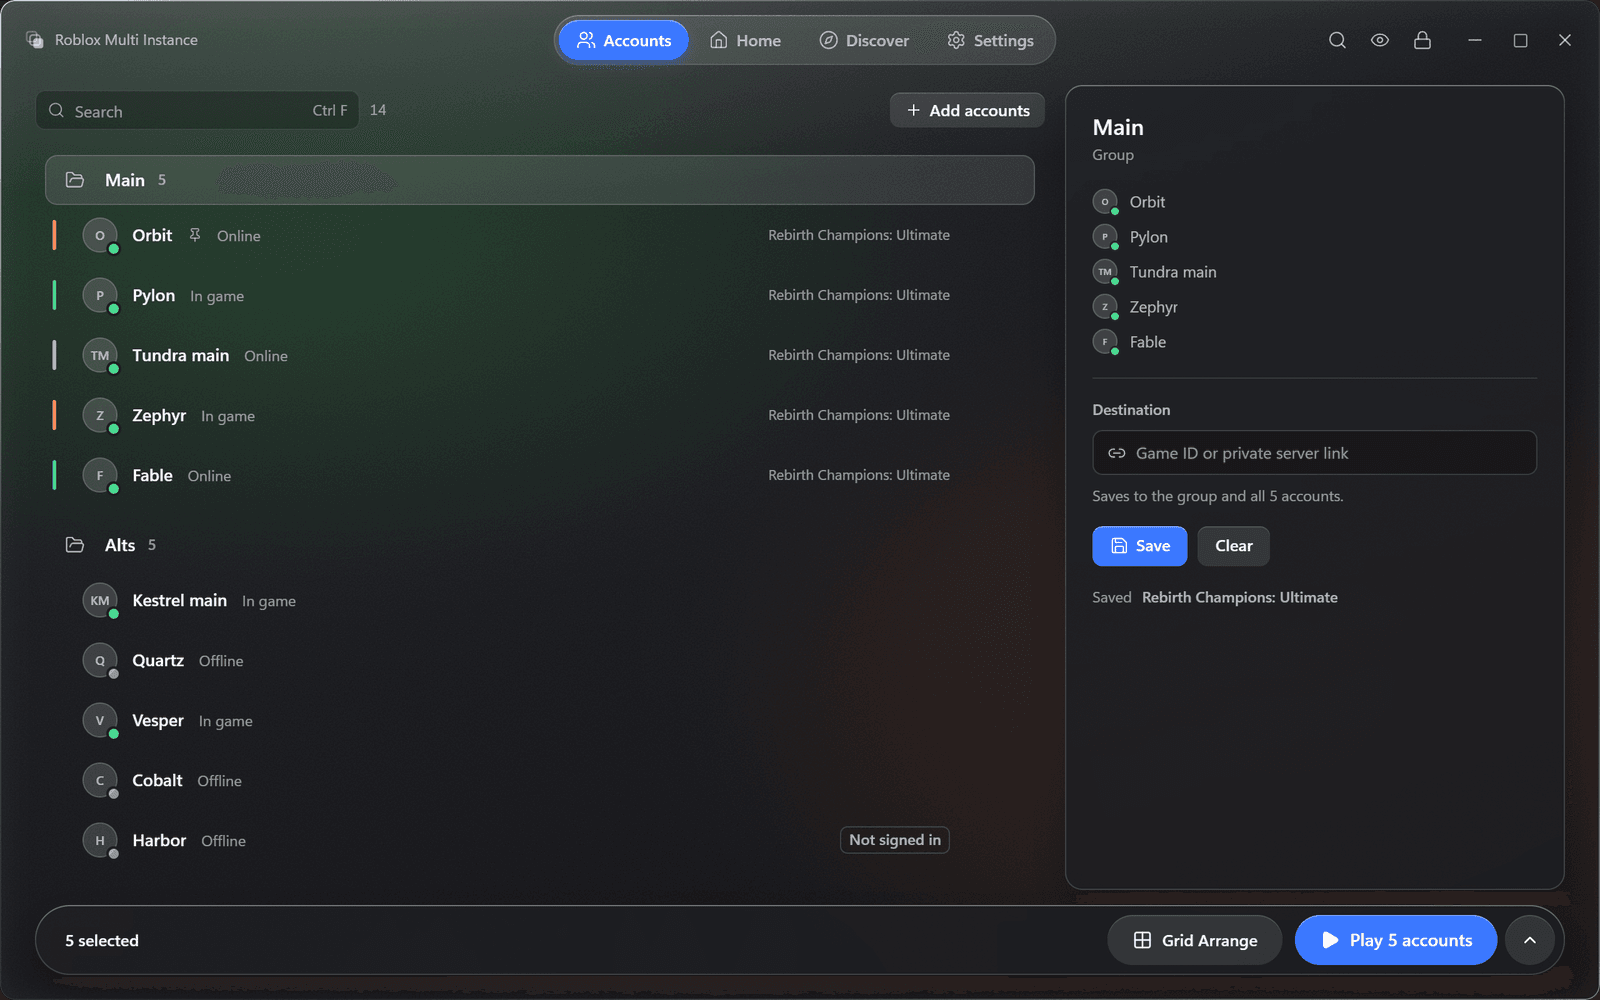 Roblox Multi Instance
Accounts
Home
Discover
Settings
Search
Ctrl F
14
Add accounts
Main 5
O Orbit Online Rebirth Champions: Ultimate
P Pylon In game Rebirth Champions: Ultimate
TM Tundra main Online Rebirth Champions: Ultimate
Z Zephyr In game Rebirth Champions: Ultimate
F Fable Online Rebirth Champions: Ultimate
Alts 5
KM Kestrel main In game
Q Quartz Offline
V Vesper In game
C Cobalt Offline
H Harbor Offline Not signed in
Main
Group
O Orbit
P Pylon
TM Tundra main
Z Zephyr
F Fable
Destination
Game ID or private server link
Saves to the group and all 5 accounts.
Save
Clear
Saved Rebirth Champions: Ultimate
5 selected
Grid Arrange
Play 5 accounts